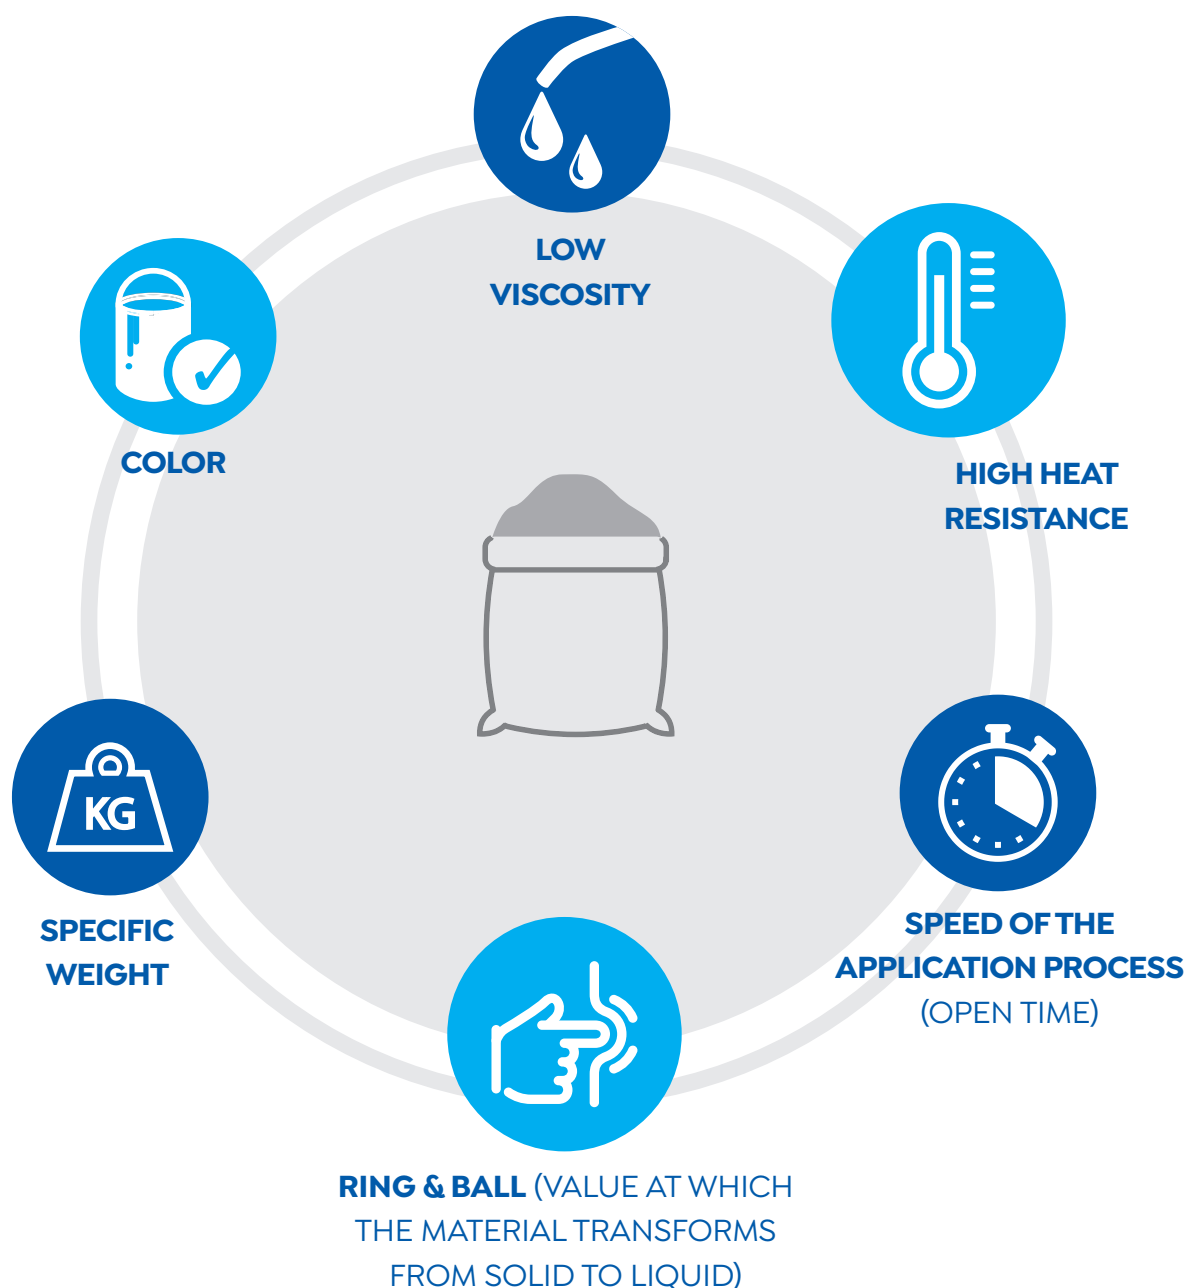 LOW
VISCOSITY
HIGH HEAT
RESISTANCE
COLOR
KG
SPECIFIC
WEIGHT
SPEED OF THE
APPLICATION PROCESS
(OPEN TIME)
RING & BALL (VALUE AT WHICH
THE MATERIAL TRANSFORMS
FROM SOLID TO LIQUID)